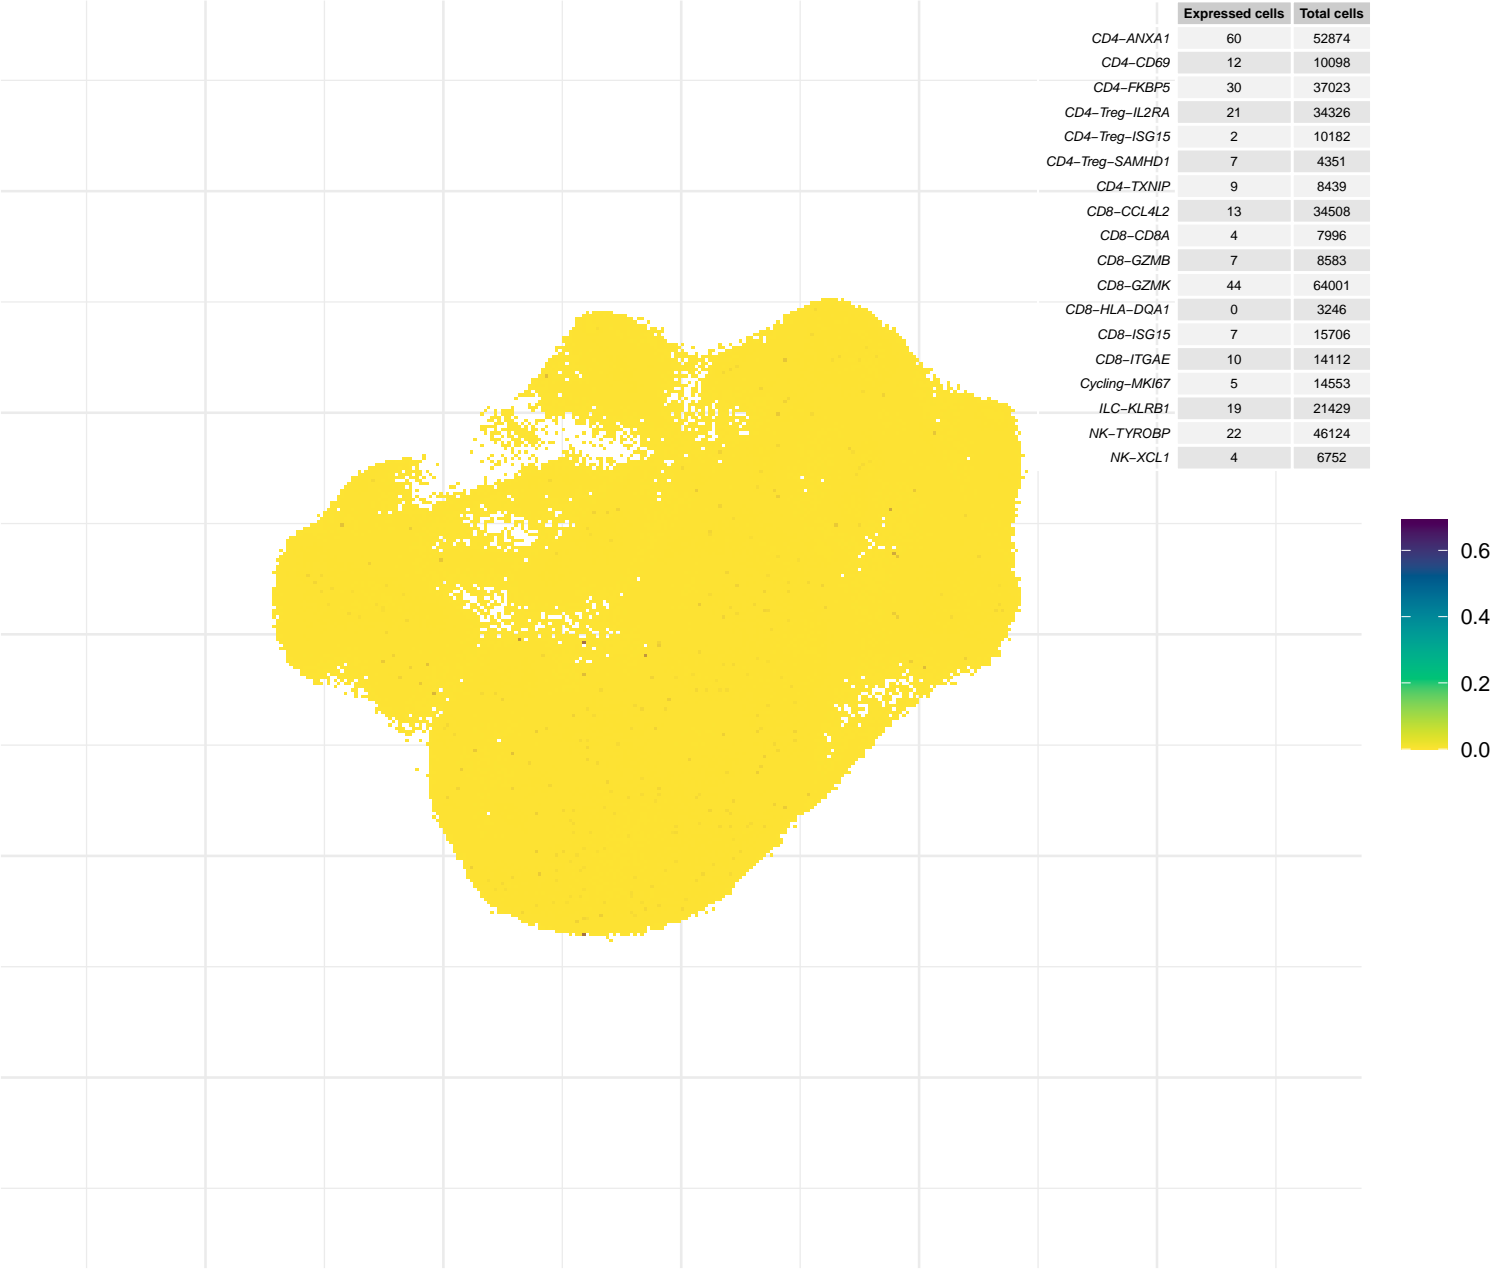 Expressed cells Total cells
CD4−ANXA1 60 52874
CD4−CD69 12 10098
CD4−FKBP5 30 37023
CD4−Treg−IL2RA 21 34326
CD4−Treg−ISG15 2 10182
CD4−Treg−SAMHD1 7 4351
CD4−TXNIP 9 8439
CD8−CCL4L2 13 34508
CD8−CD8A 4 7996
CD8−GZMB 7 8583
CD8−GZMK 44 64001
CD8−HLA−DQA1 0 3246
CD8−ISG15 7 15706
CD8−ITGAE 10 14112
Cycling−MKI67 5 14553
ILC−KLRB1 19 21429
NK−TYROBP 22 46124
NK−XCL1 4 6752
0.6
0.4
0.2
0.0